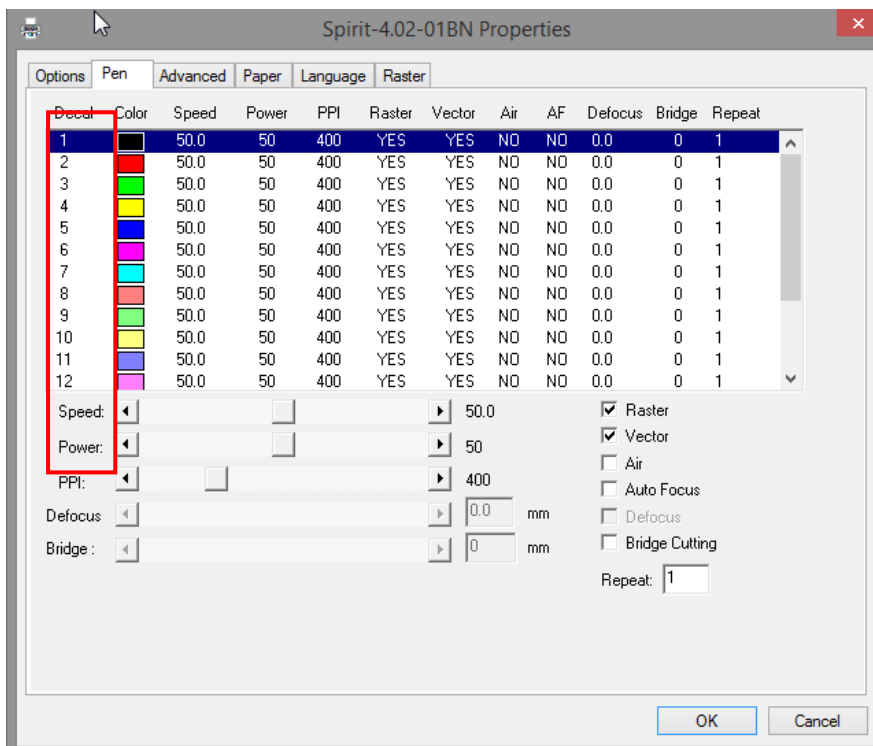 Spirit-4.02-01BN Properties
Options Pen Advanced Paper Language Raster
Decal Color Speed Power PPI Raster Vector Air AF Defocus Bridge Repeat
1 50.0 50 400 YES YES NO NO 0.0 0 1
2 50.0 50 400 YES YES NO NO 0.0 0 1
3 50.0 50 400 YES YES NO NO 0.0 0 1
4 50.0 50 400 YES YES NO NO 0.0 0 1
5 50.0 50 400 YES YES NO NO 0.0 0 1
6 50.0 50 400 YES YES NO NO 0.0 0 1
7 50.0 50 400 YES YES NO NO 0.0 0 1
8 50.0 50 400 YES YES NO NO 0.0 0 1
9 50.0 50 400 YES YES NO NO 0.0 0 1
10 50.0 50 400 YES YES NO NO 0.0 0 1
11 50.0 50 400 YES YES NO NO 0.0 0 1
12 50.0 50 400 YES YES NO NO 0.0 0 1
Speed: 50.0
Power: 50
PPI: 400
Defocus 0.0 mm
Bridge : 0 mm
Raster
Vector
Air
Auto Focus
Defocus
Bridge Cutting
Repeat: 1
OK Cancel